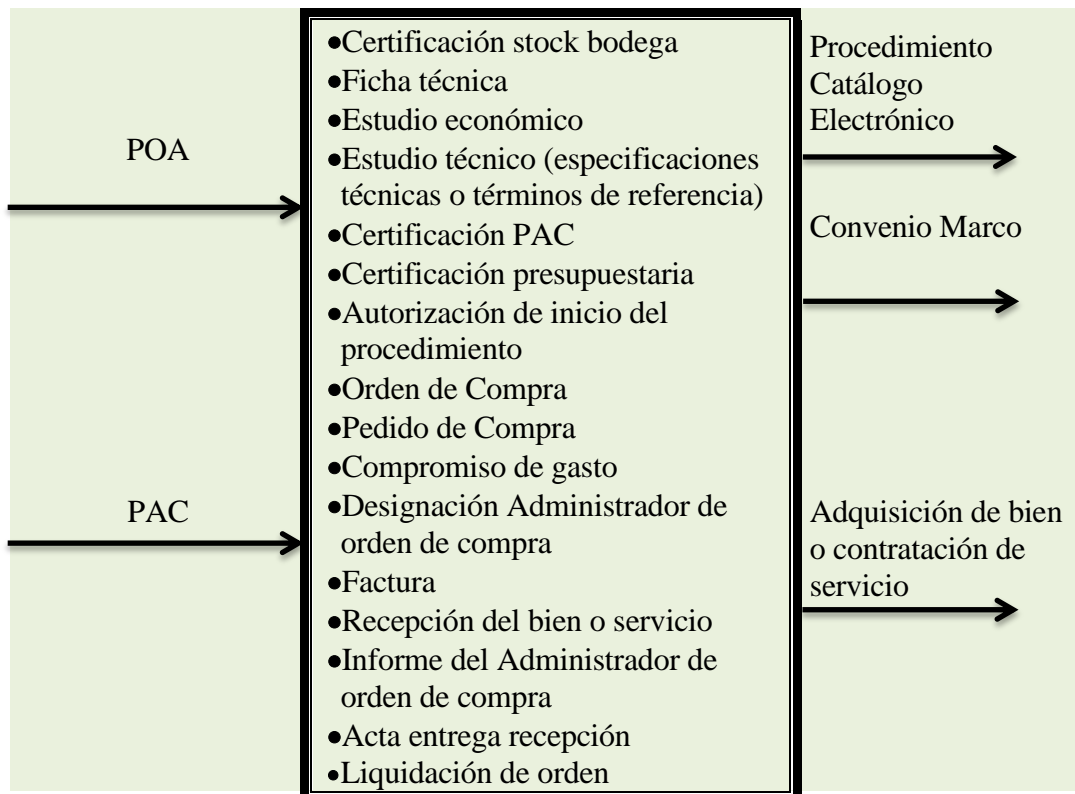 POA
PAC
•Certificación stock bodega
•Ficha técnica
•Estudio económico
•Estudio técnico (especificaciones
técnicas o términos de referencia)
•Certificación PAC
•Certificación presupuestaria
•Autorización de inicio del
procedimiento
•Orden de Compra
•Pedido de Compra
•Compromiso de gasto
•Designación Administrador de
orden de compra
•Factura
•Recepción del bien o servicio
•Informe del Administrador de
orden de compra
•Acta entrega recepción
•Liquidación de orden
Procedimiento
Catálogo
Electrónico
Convenio Marco
Adquisición de bien
o contratación de
servicio